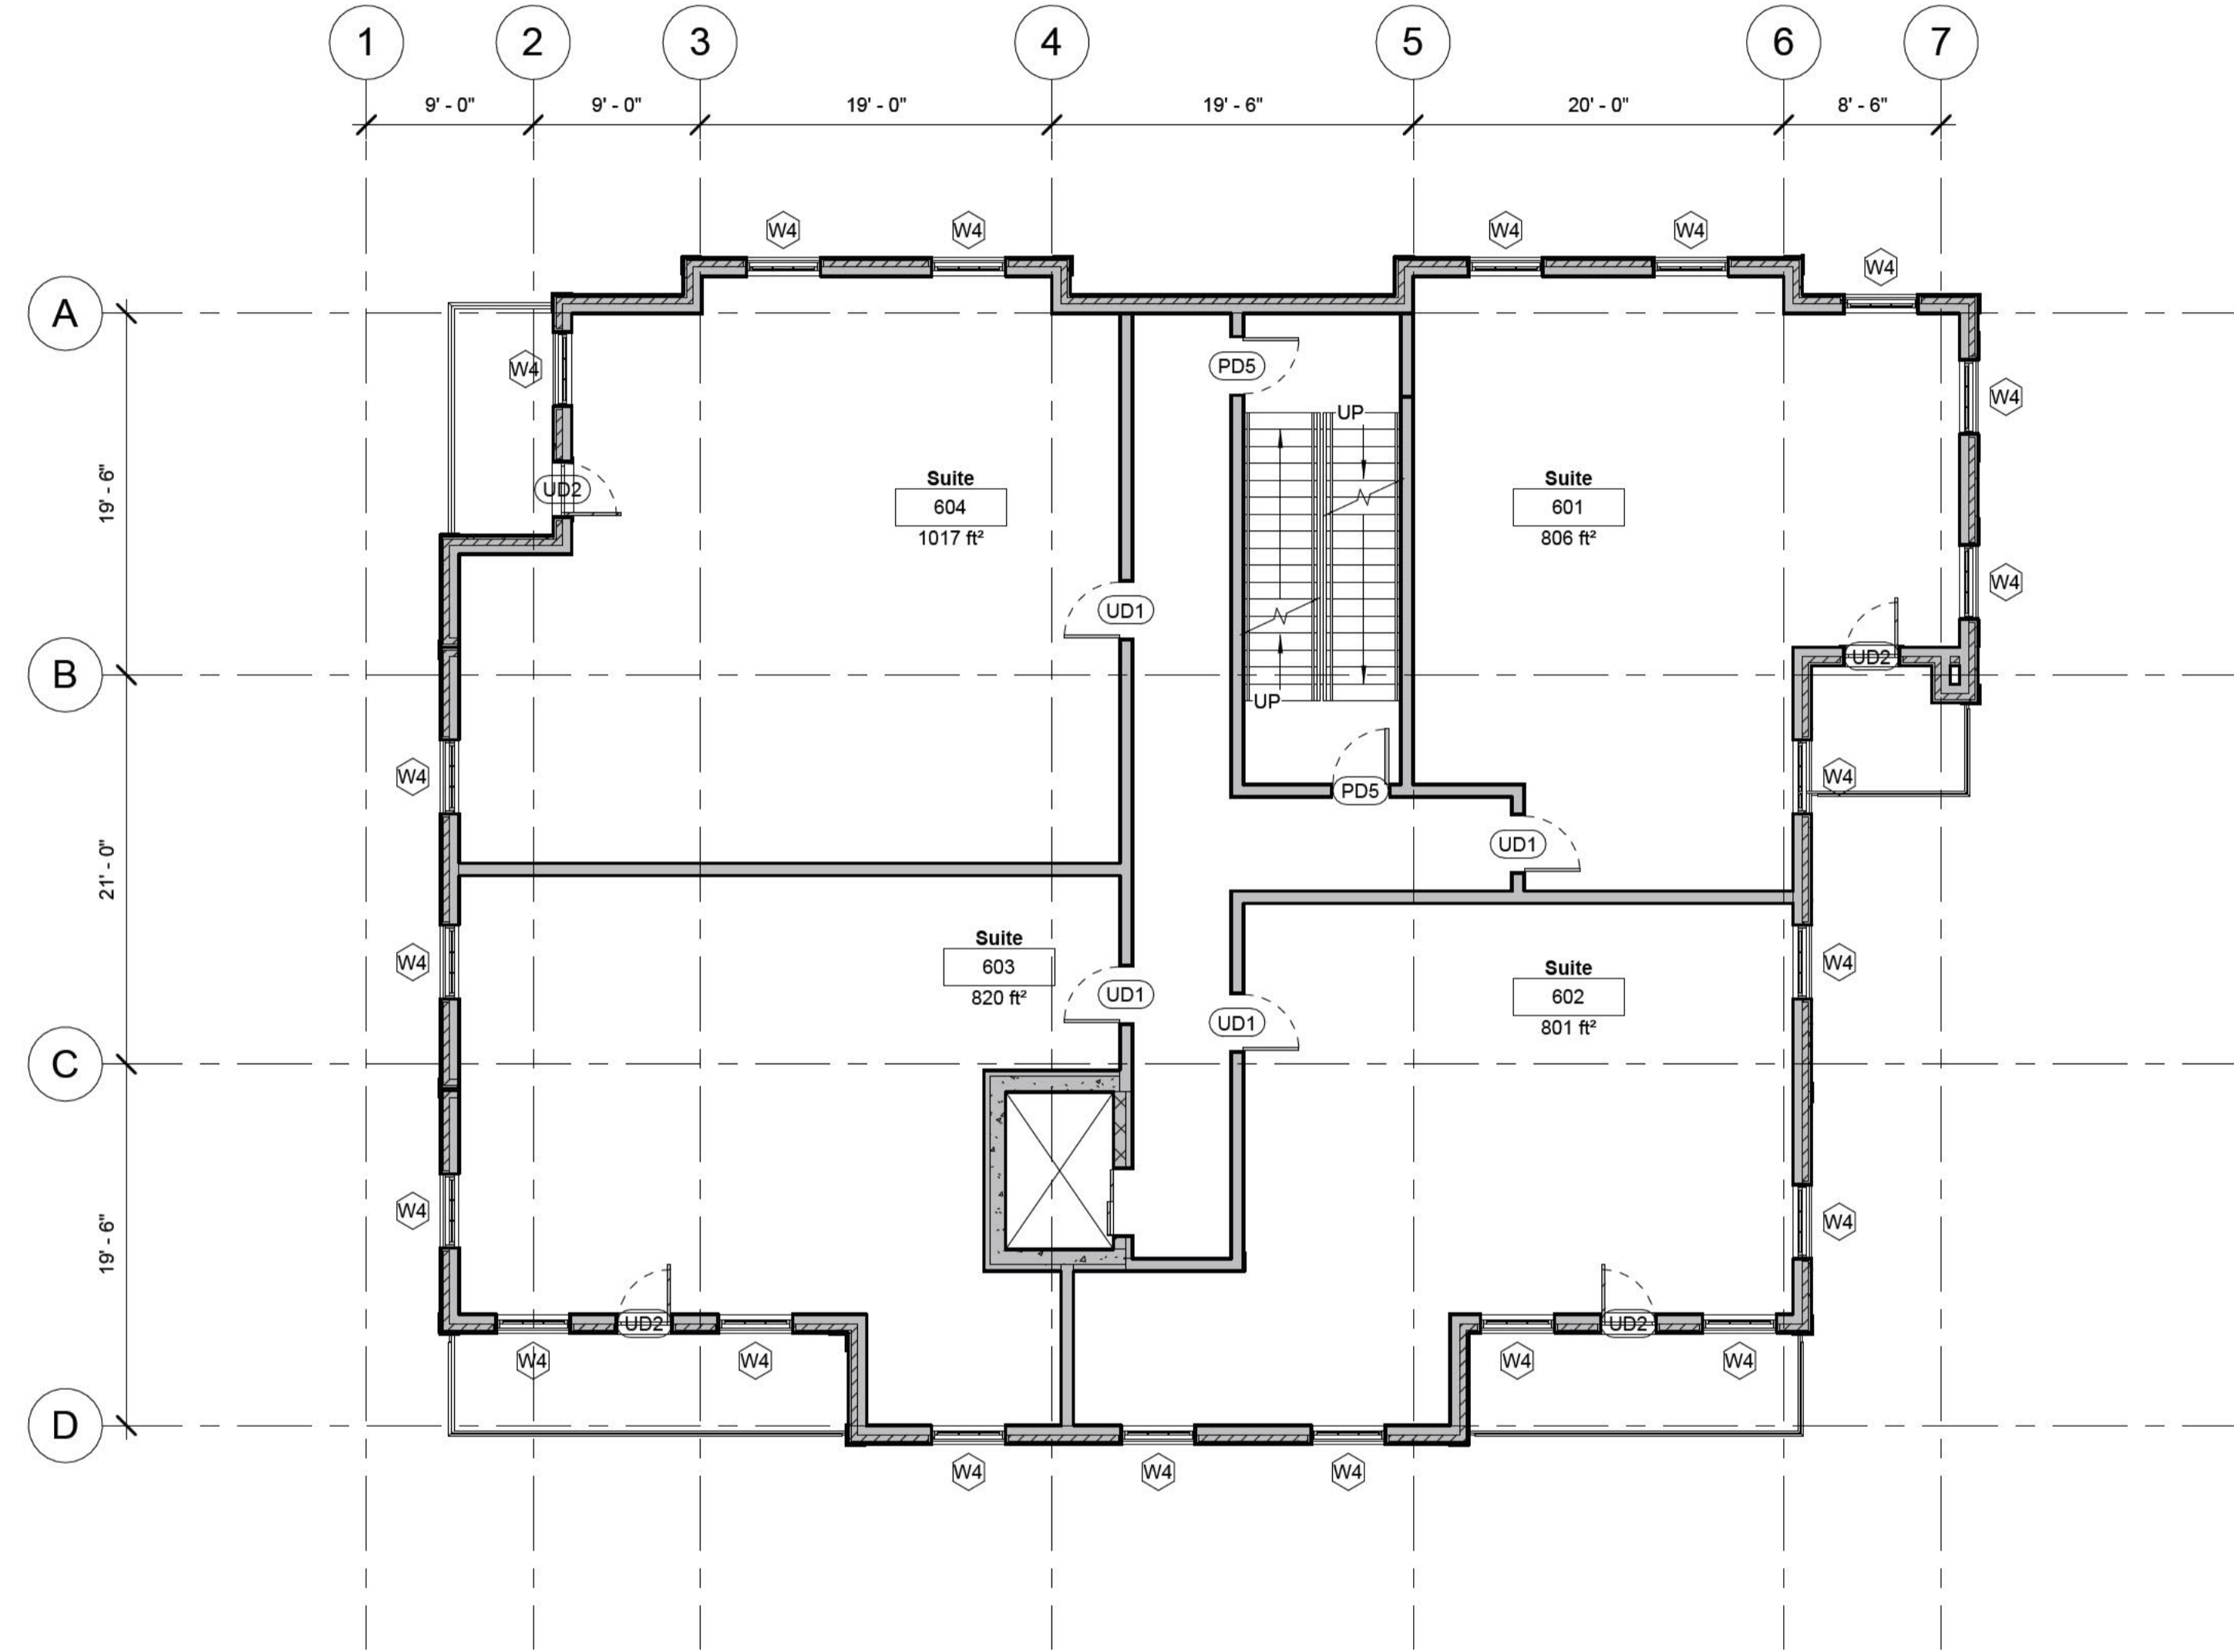 1 2 3 4 5 6 7
9' - 0" 9' - 0" 19' - 0" 19' - 6" 20' - 0" 8' - 6"
W4 W4 W4 W4
W4
A
PD5
W4
W4
UP
19' - 6"
Suite
604
1017 ft²
Suite
601
806 ft²
UD2
W4
UD1
B
UD2
UP
W4
W4
PD5
UD1
21' - 0"
Suite
603
820 ft²
W4
W4
Suite
602
801 ft²
UD1
UD1
C
W4
W4
19' - 6"
UD2
UD2
W4 W4 W4 W4
D
W4 W4 W4